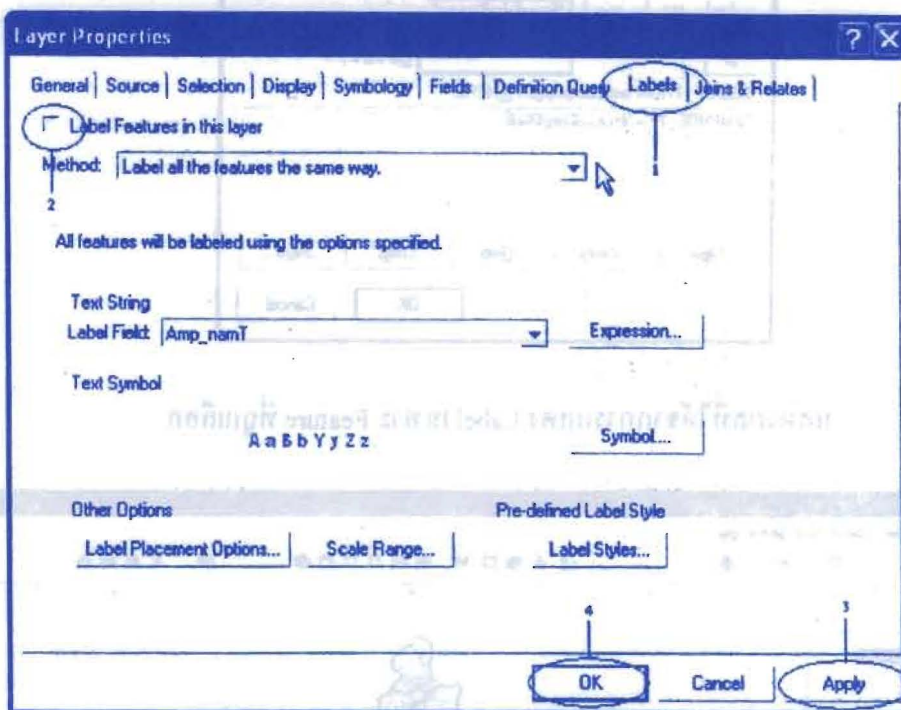 Layer Properties
General | Source | Selection | Display | Symbology | Fields | Definition Query | Labels | Joins & Relates |
Label Features in this layer
Method: Label all the features the same way.
1
2
All features will be labeled using the options specified.
Text String
Label Field: Amp_namT Expression...
Text Symbol
AaBbYyZz Symbol...
Other Options Pre-defined Label Style
Label Placement Options... Scale Range... Label Styles...
4 3
OK Cancel Apply